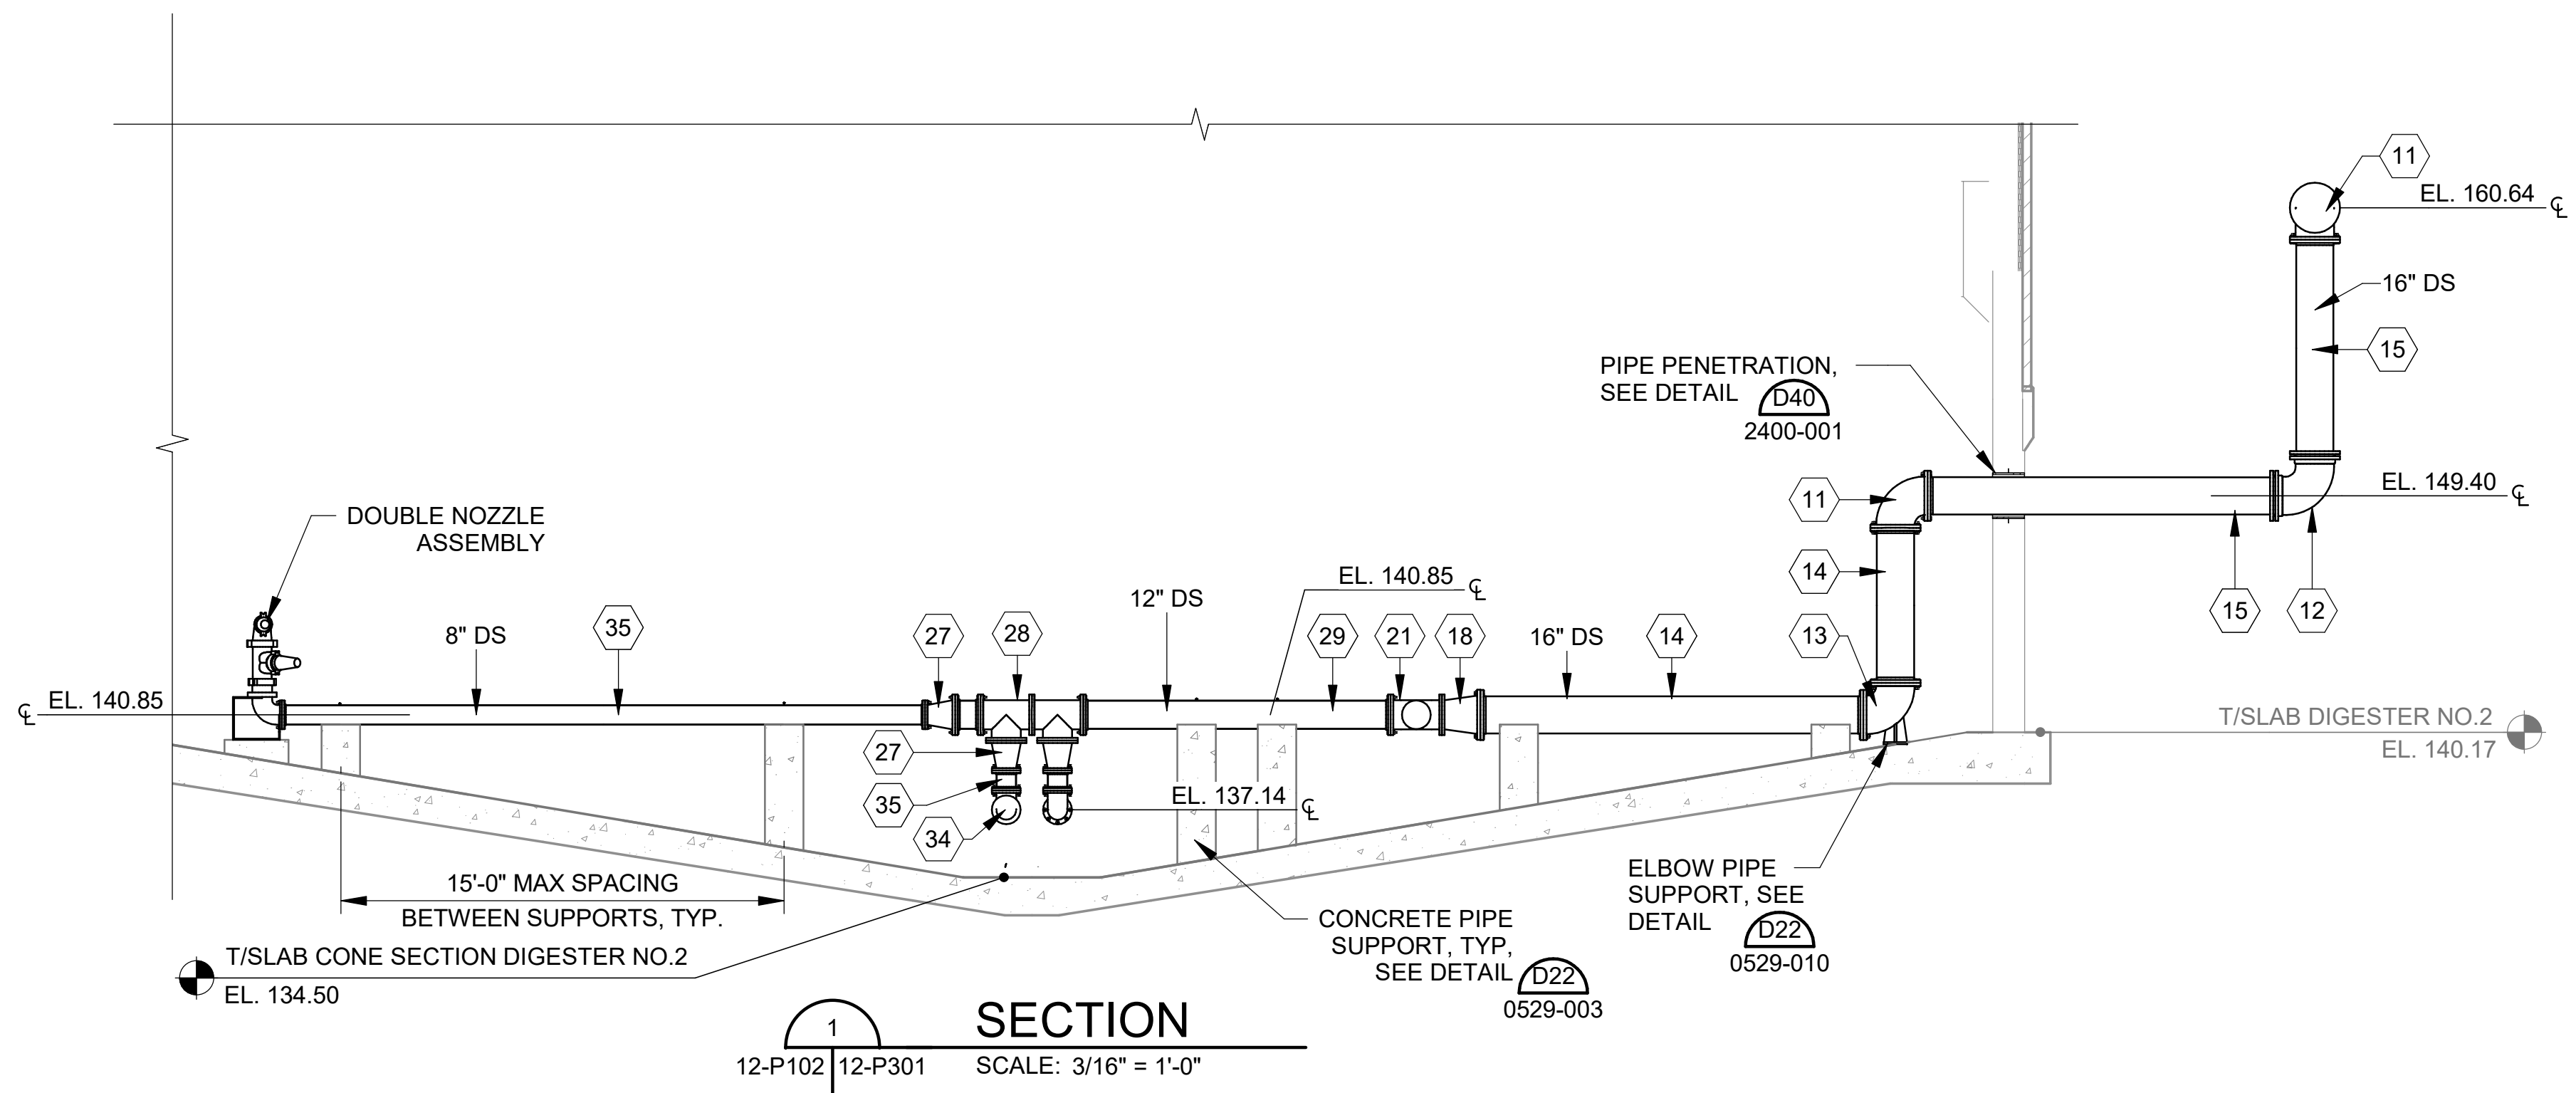 11
EL. 160.64 ℄
16" DS
15
PIPE PENETRATION,
SEE DETAIL
D40
2400-001
11
EL. 149.40 ℄
DOUBLE NOZZLE
ASSEMBLY
14
EL. 140.85 ℄
12" DS
15
12
8" DS
35
27
28
29
21
18
16" DS
14
13
℄ EL. 140.85
T/SLAB DIGESTER NO.2
EL. 140.17
27
35
EL. 137.14 ℄
34
15'-0" MAX SPACING
BETWEEN SUPPORTS, TYP.
ELBOW PIPE
SUPPORT, SEE
DETAIL
D22
0529-010
CONCRETE PIPE
SUPPORT, TYP,
SEE DETAIL
D22
0529-003
T/SLAB CONE SECTION DIGESTER NO.2
EL. 134.50
1
12-P102 12-P301
SECTION
SCALE: 3/16" = 1'-0"